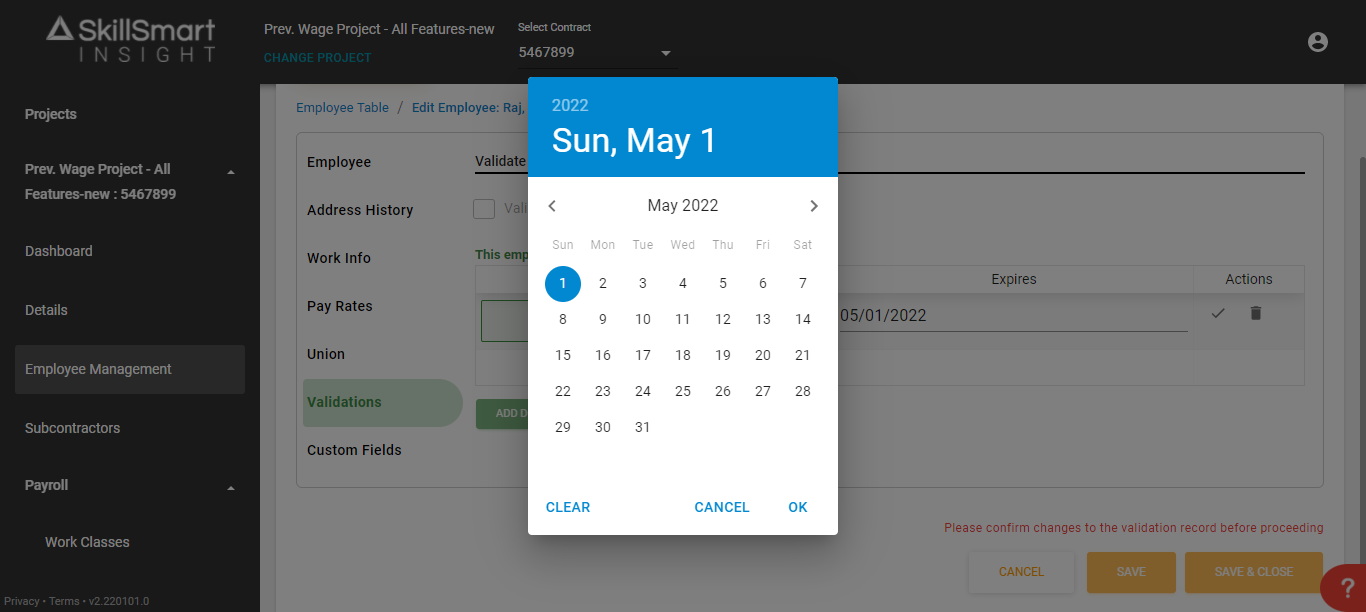 SkillSmart
INSIGHT
Prev. Wage Project - All Features-new
CHANGE PROJECT
Select Contract
5467899
Projects
Prev. Wage Project - All
Features-new : 5467899
Dashboard
Details
Employee Management
Subcontractors
Payroll
Work Classes
Privacy • Terms • v2.220101.0
Employee Table / Edit Employee: Raj,
Employee
Address History
Work Info
Pay Rates
Union
Validations
Custom Fields
Validate
Vali
This emp
Expires Actions
05/01/2022
ADD D
2022
Sun, May 1
May 2022
Sun Mon Tue Wed Thu Fri Sat
1 2 3 4 5 6 7
8 9 10 11 12 13 14
15 16 17 18 19 20 21
22 23 24 25 26 27 28
29 30 31
CLEAR CANCEL OK
Please confirm changes to the validation record before proceeding
CANCEL SAVE SAVE & CLOSE
?